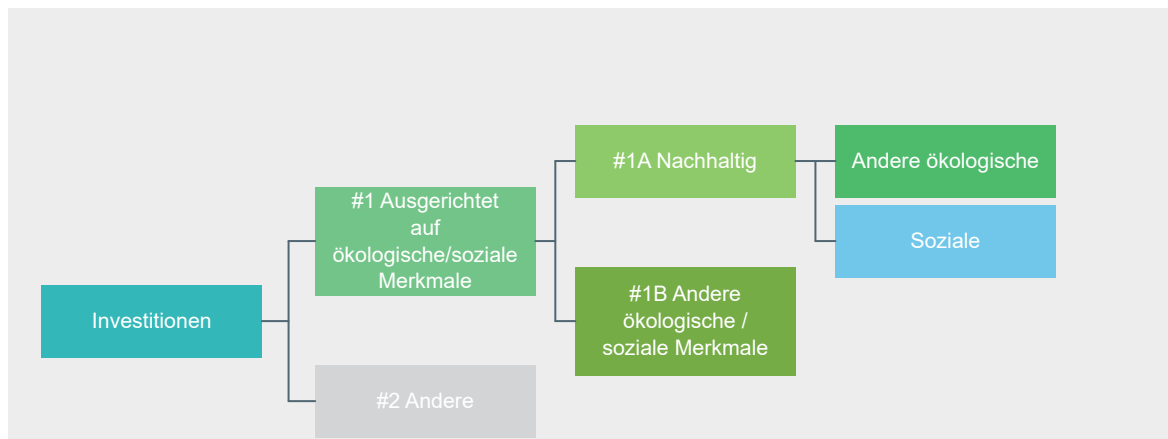 #1A Nachhaltig
Andere ökologische
#1 Ausgerichtet
auf
ökologische/soziale
Merkmale
Soziale
#1B Andere
ökologische /
soziale Merkmale
Investitionen
#2 Andere